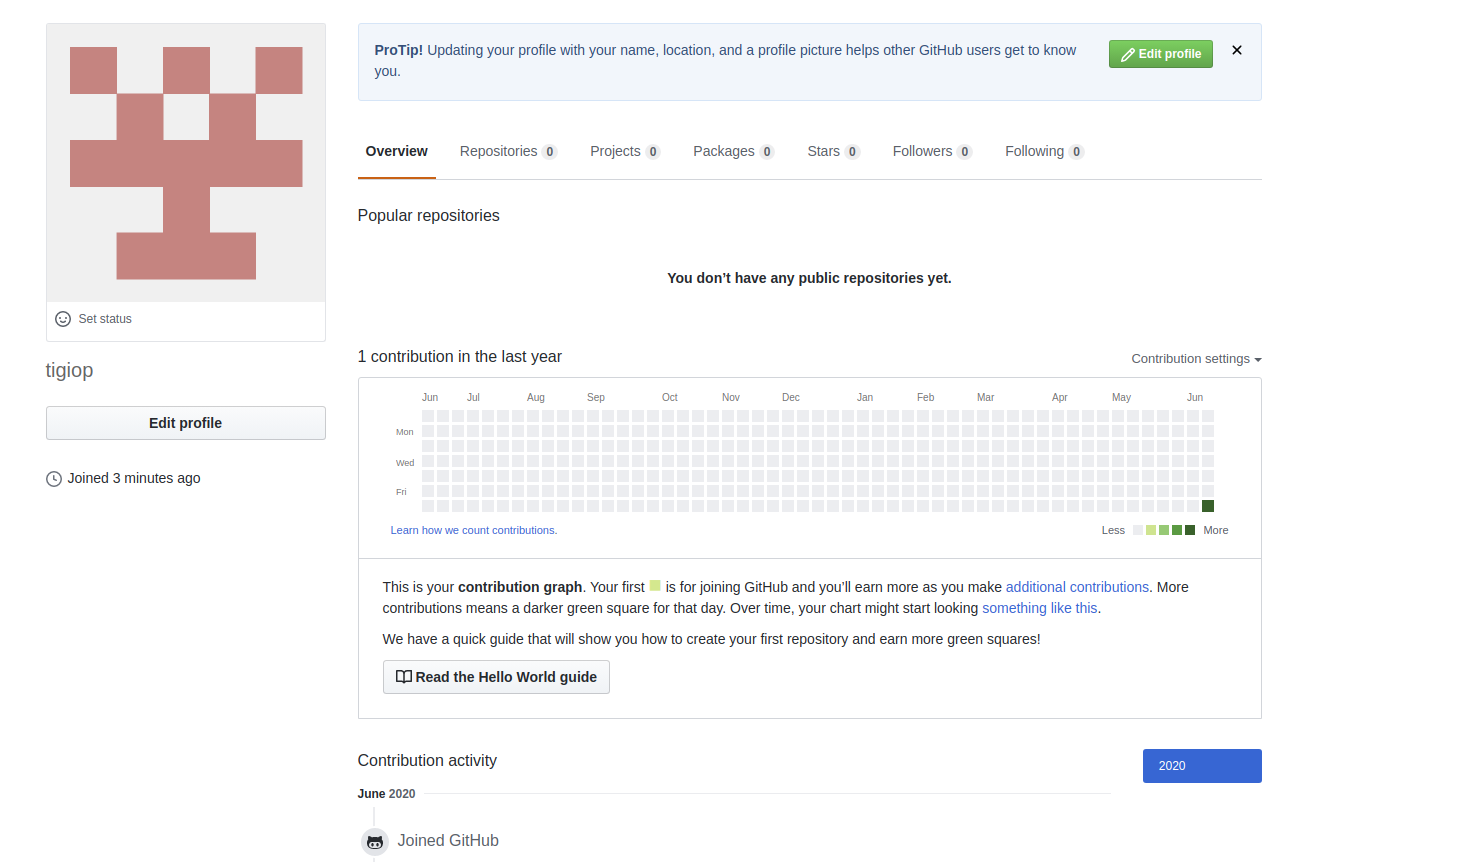 ProTip! Updating your profile with your name, location, and a profile picture helps other GitHub users get to know
you.
Edit profile
Overview
Repositories 0
Projects 0
Packages 0
Stars 0
Followers 0
Following 0
Set status
tigiop
Edit profile
Joined 3 minutes ago
Popular repositories
You don’t have any public repositories yet.
1 contribution in the last year
Contribution settings
Jun Jul Aug Sep Oct Nov Dec Jan Feb Mar Apr May Jun
Mon
Wed
Fri
Learn how we count contributions.
Less More
This is your contribution graph. Your first is for joining GitHub and you’ll earn more as you make additional contributions. More
contributions means a darker green square for that day. Over time, your chart might start looking something like this.
We have a quick guide that will show you how to create your first repository and earn more green squares!
Read the Hello World guide
Contribution activity
2020
June 2020
Joined GitHub